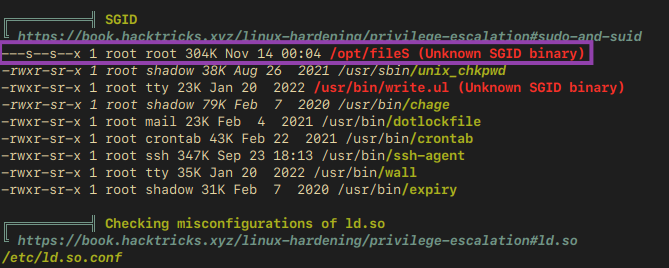 ╔══════════╣ SGID
╚ https://book.hacktricks.xyz/linux-hardening/privilege-escalation#sudo-and-suid
---s--s--x 1 root root 304K Nov 14 00:04 /opt/fileS (Unknown SGID binary)
-rwxr-sr-x 1 root shadow 38K Aug 26  2021 /usr/sbin/unix_chkpwd
-rwxr-sr-x 1 root tty 23K Jan 20  2022 /usr/bin/write.ul (Unknown SGID binary)
-rwxr-sr-x 1 root shadow 79K Feb  7  2020 /usr/bin/chage
-rwxr-sr-x 1 root mail 23K Feb  4  2021 /usr/bin/dotlockfile
-rwxr-sr-x 1 root crontab 43K Feb 22  2021 /usr/bin/crontab
-rwxr-sr-x 1 root ssh 347K Sep 23 18:13 /usr/bin/ssh-agent
-rwxr-sr-x 1 root tty 35K Jan 20  2022 /usr/bin/wall
-rwxr-sr-x 1 root shadow 31K Feb  7  2020 /usr/bin/expiry
╔══════════╣ Checking misconfigurations of ld.so
╚ https://book.hacktricks.xyz/linux-hardening/privilege-escalation#ld.so
/etc/ld.so.conf